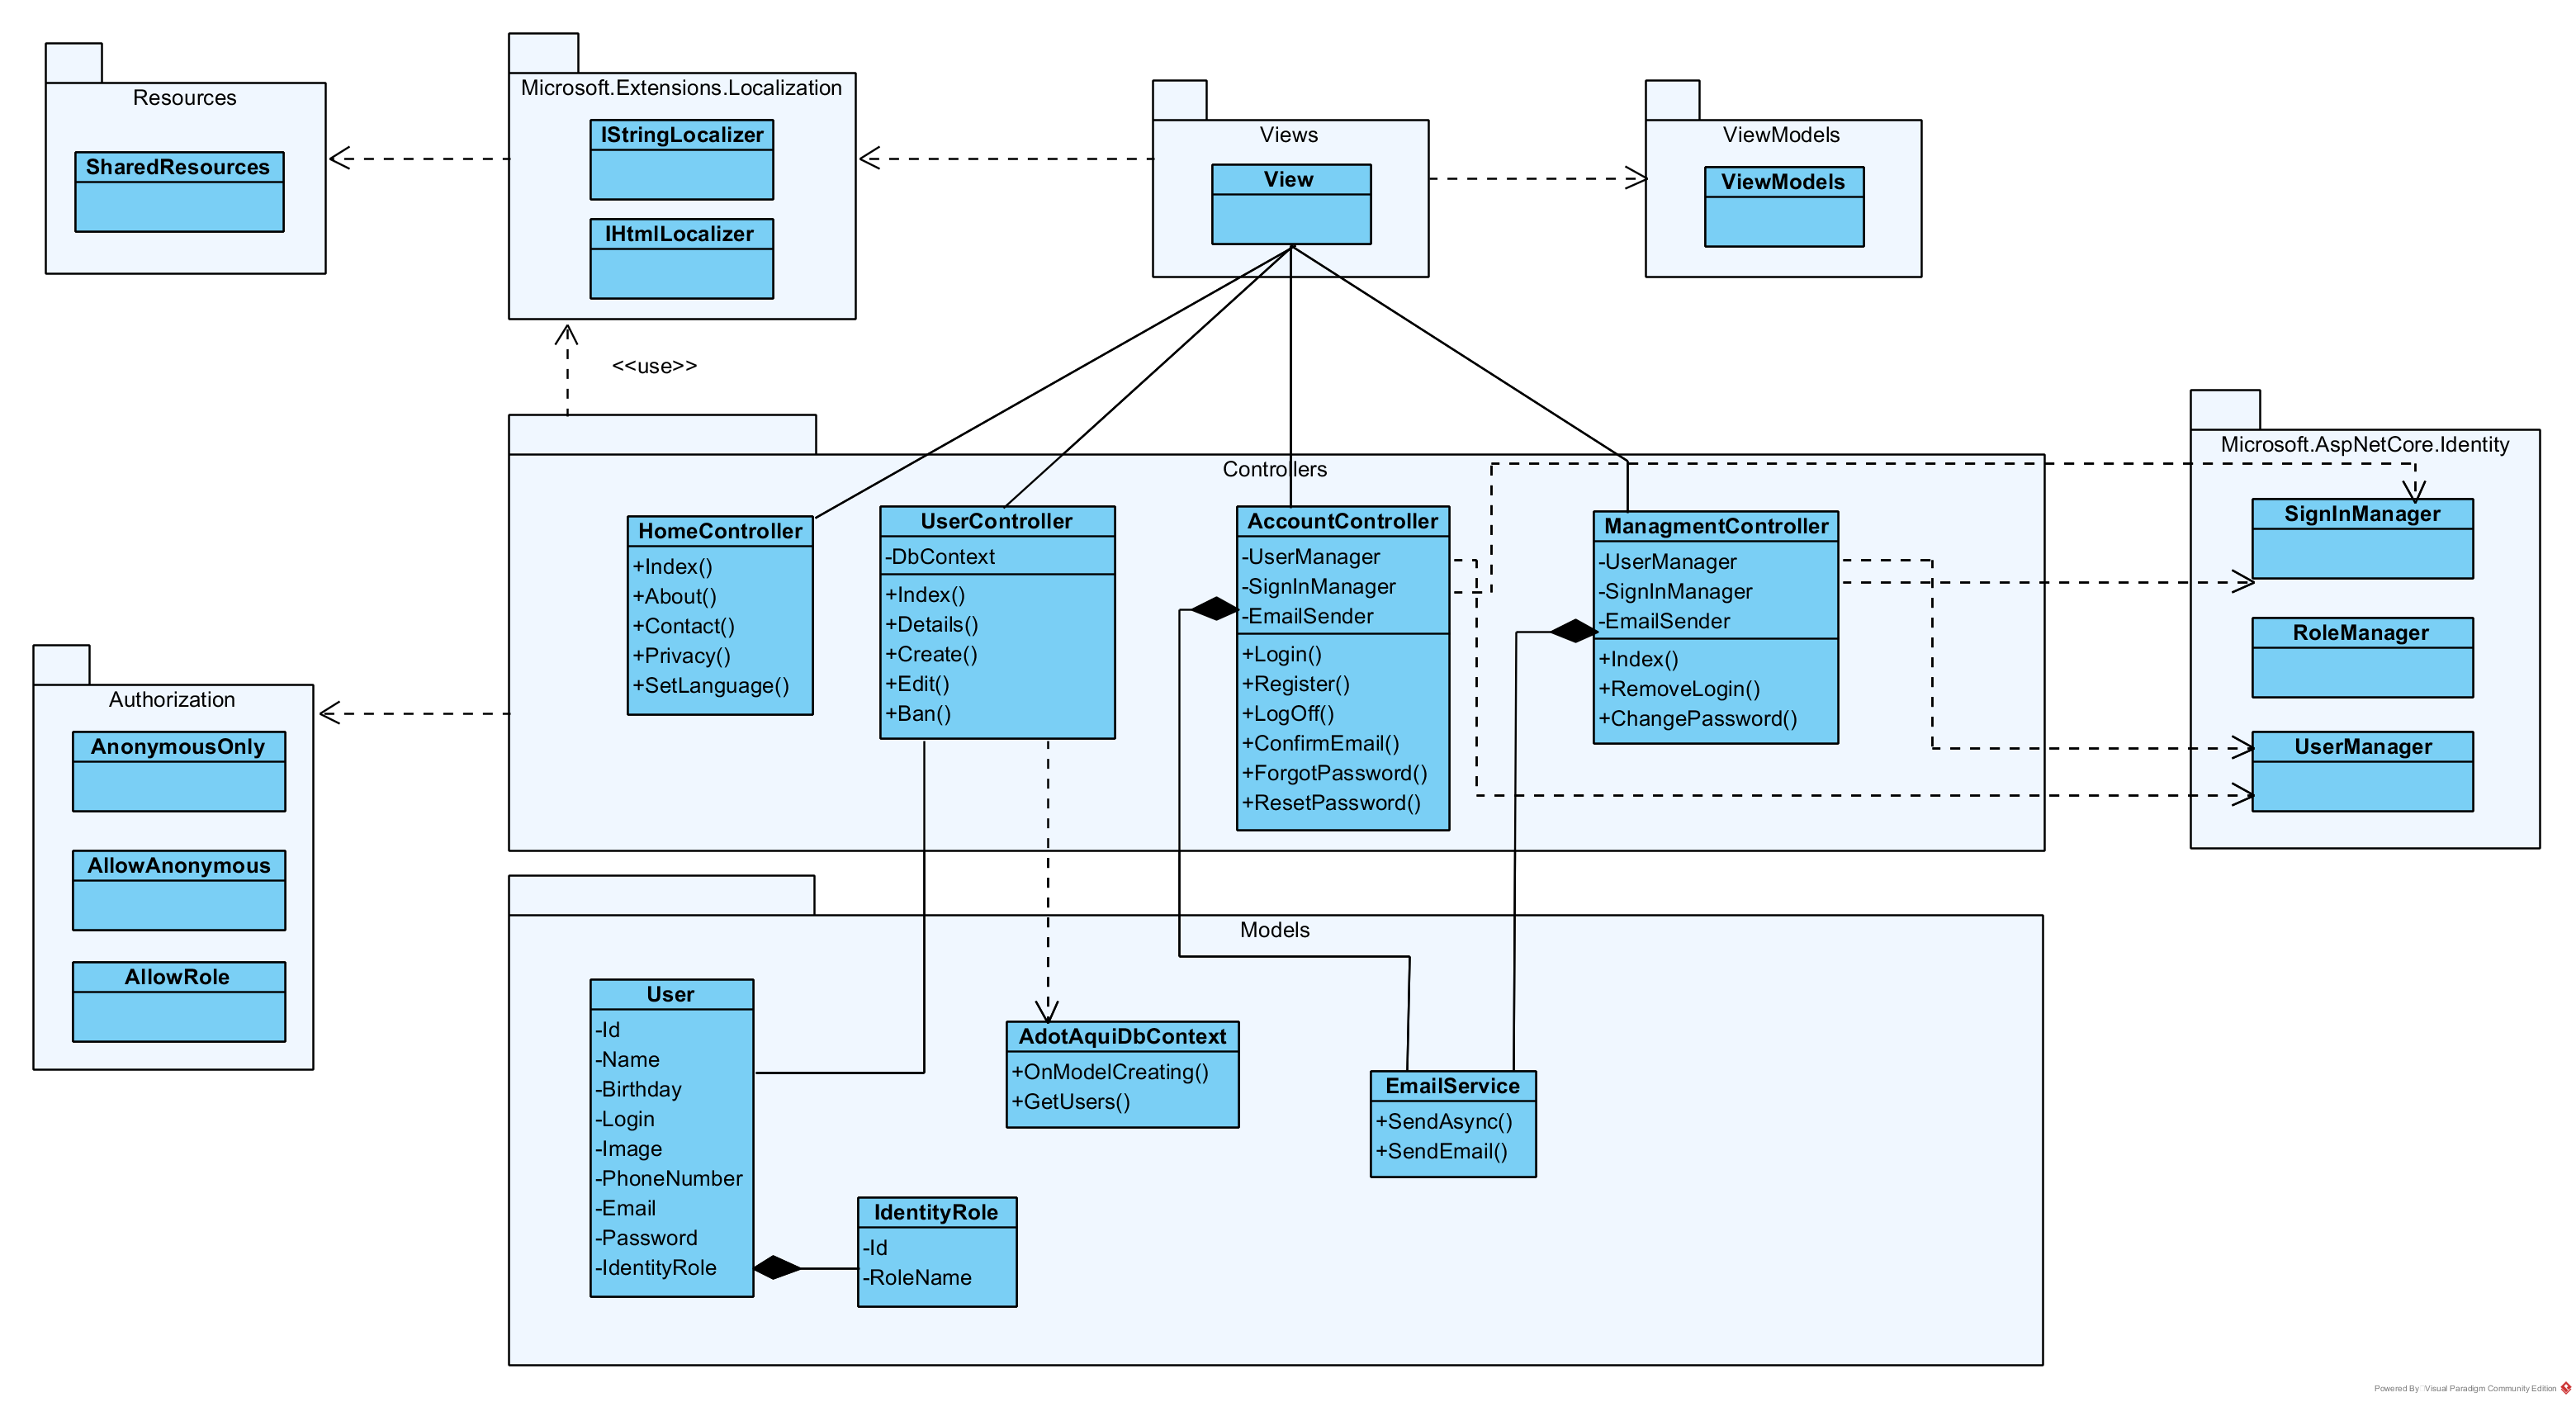 Resources
SharedResources
Microsoft.Extensions.Localization
IStringLocalizer
IHtmlLocalizer
Views
View
ViewModels
ViewModels
<<use>>
Controllers
HomeController
+Index()
+About()
+Contact()
+Privacy()
+SetLanguage()
UserController
-DbContext
+Index()
+Details()
+Create()
+Edit()
+Ban()
AccountController
-UserManager
-SignInManager
-EmailSender
+Login()
+Register()
+LogOff()
+ConfirmEmail()
+ForgotPassword()
+ResetPassword()
ManagmentController
-UserManager
-SignInManager
-EmailSender
+Index()
+RemoveLogin()
+ChangePassword()
Microsoft.AspNetCore.Identity
SignInManager
RoleManager
UserManager
Authorization
AnonymousOnly
AllowAnonymous
AllowRole
Models
User
-Id
-Name
-Birthday
-Login
-Image
-PhoneNumber
-Email
-Password
-IdentityRole
IdentityRole
-Id
-RoleName
AdotAquiDbContext
+OnModelCreating()
+GetUsers()
EmailService
+SendAsync()
+SendEmail()
Powered By Visual Paradigm Community Edition